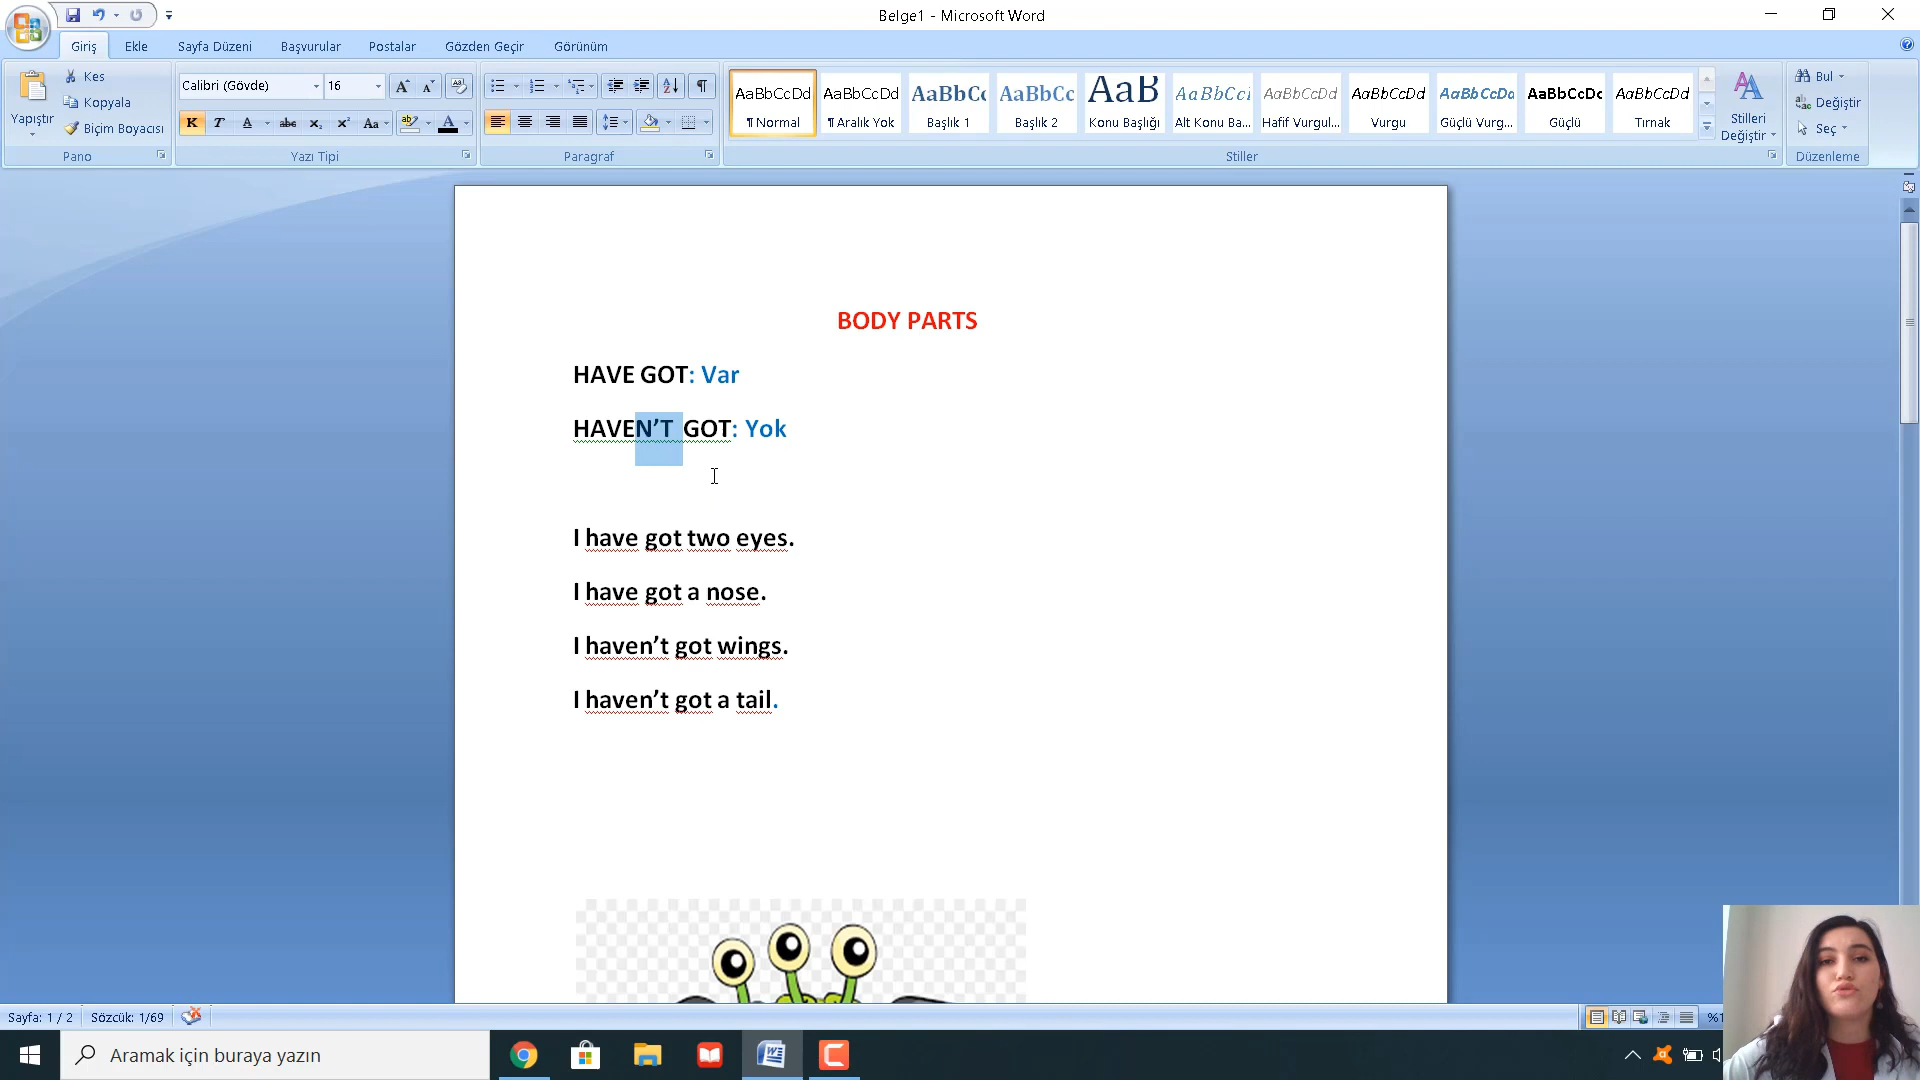 Belge1 - Microsoft Word
Giriş Ekle Sayfa Düzeni Başvurular Postalar Gözden Geçir Görünüm
Yapıştır
Kes
Kopyala
Biçim Boyacısı
Pano
Calibri (Gövde) 16
K T A abc x₂ x² Aa
Yazı Tipi
Paragraf
AaBbCcDd AaBbCcDd AaBbCc AaBbCc AaB AaBbCcI AaBbCcDd AaBbCcDd AaBbCcDd AaBbCcDc AaBbCcDd
¶ Normal ¶ Aralık Yok Başlık 1 Başlık 2 Konu Başlığı Alt Konu Ba... Hafif Vurgul... Vurgu Güçlü Vurg... Güçlü Tırnak
Stiller
Stilleri
Değiştir
Bul
Değiştir
Seç
Düzenleme
BODY PARTS
HAVE GOT: Var
HAVEN'T GOT: Yok
I have got two eyes.
I have got a nose.
I haven't got wings.
I haven't got a tail.
Sayfa: 1 / 2 Sözcük: 1/69
Aramak için buraya yazın